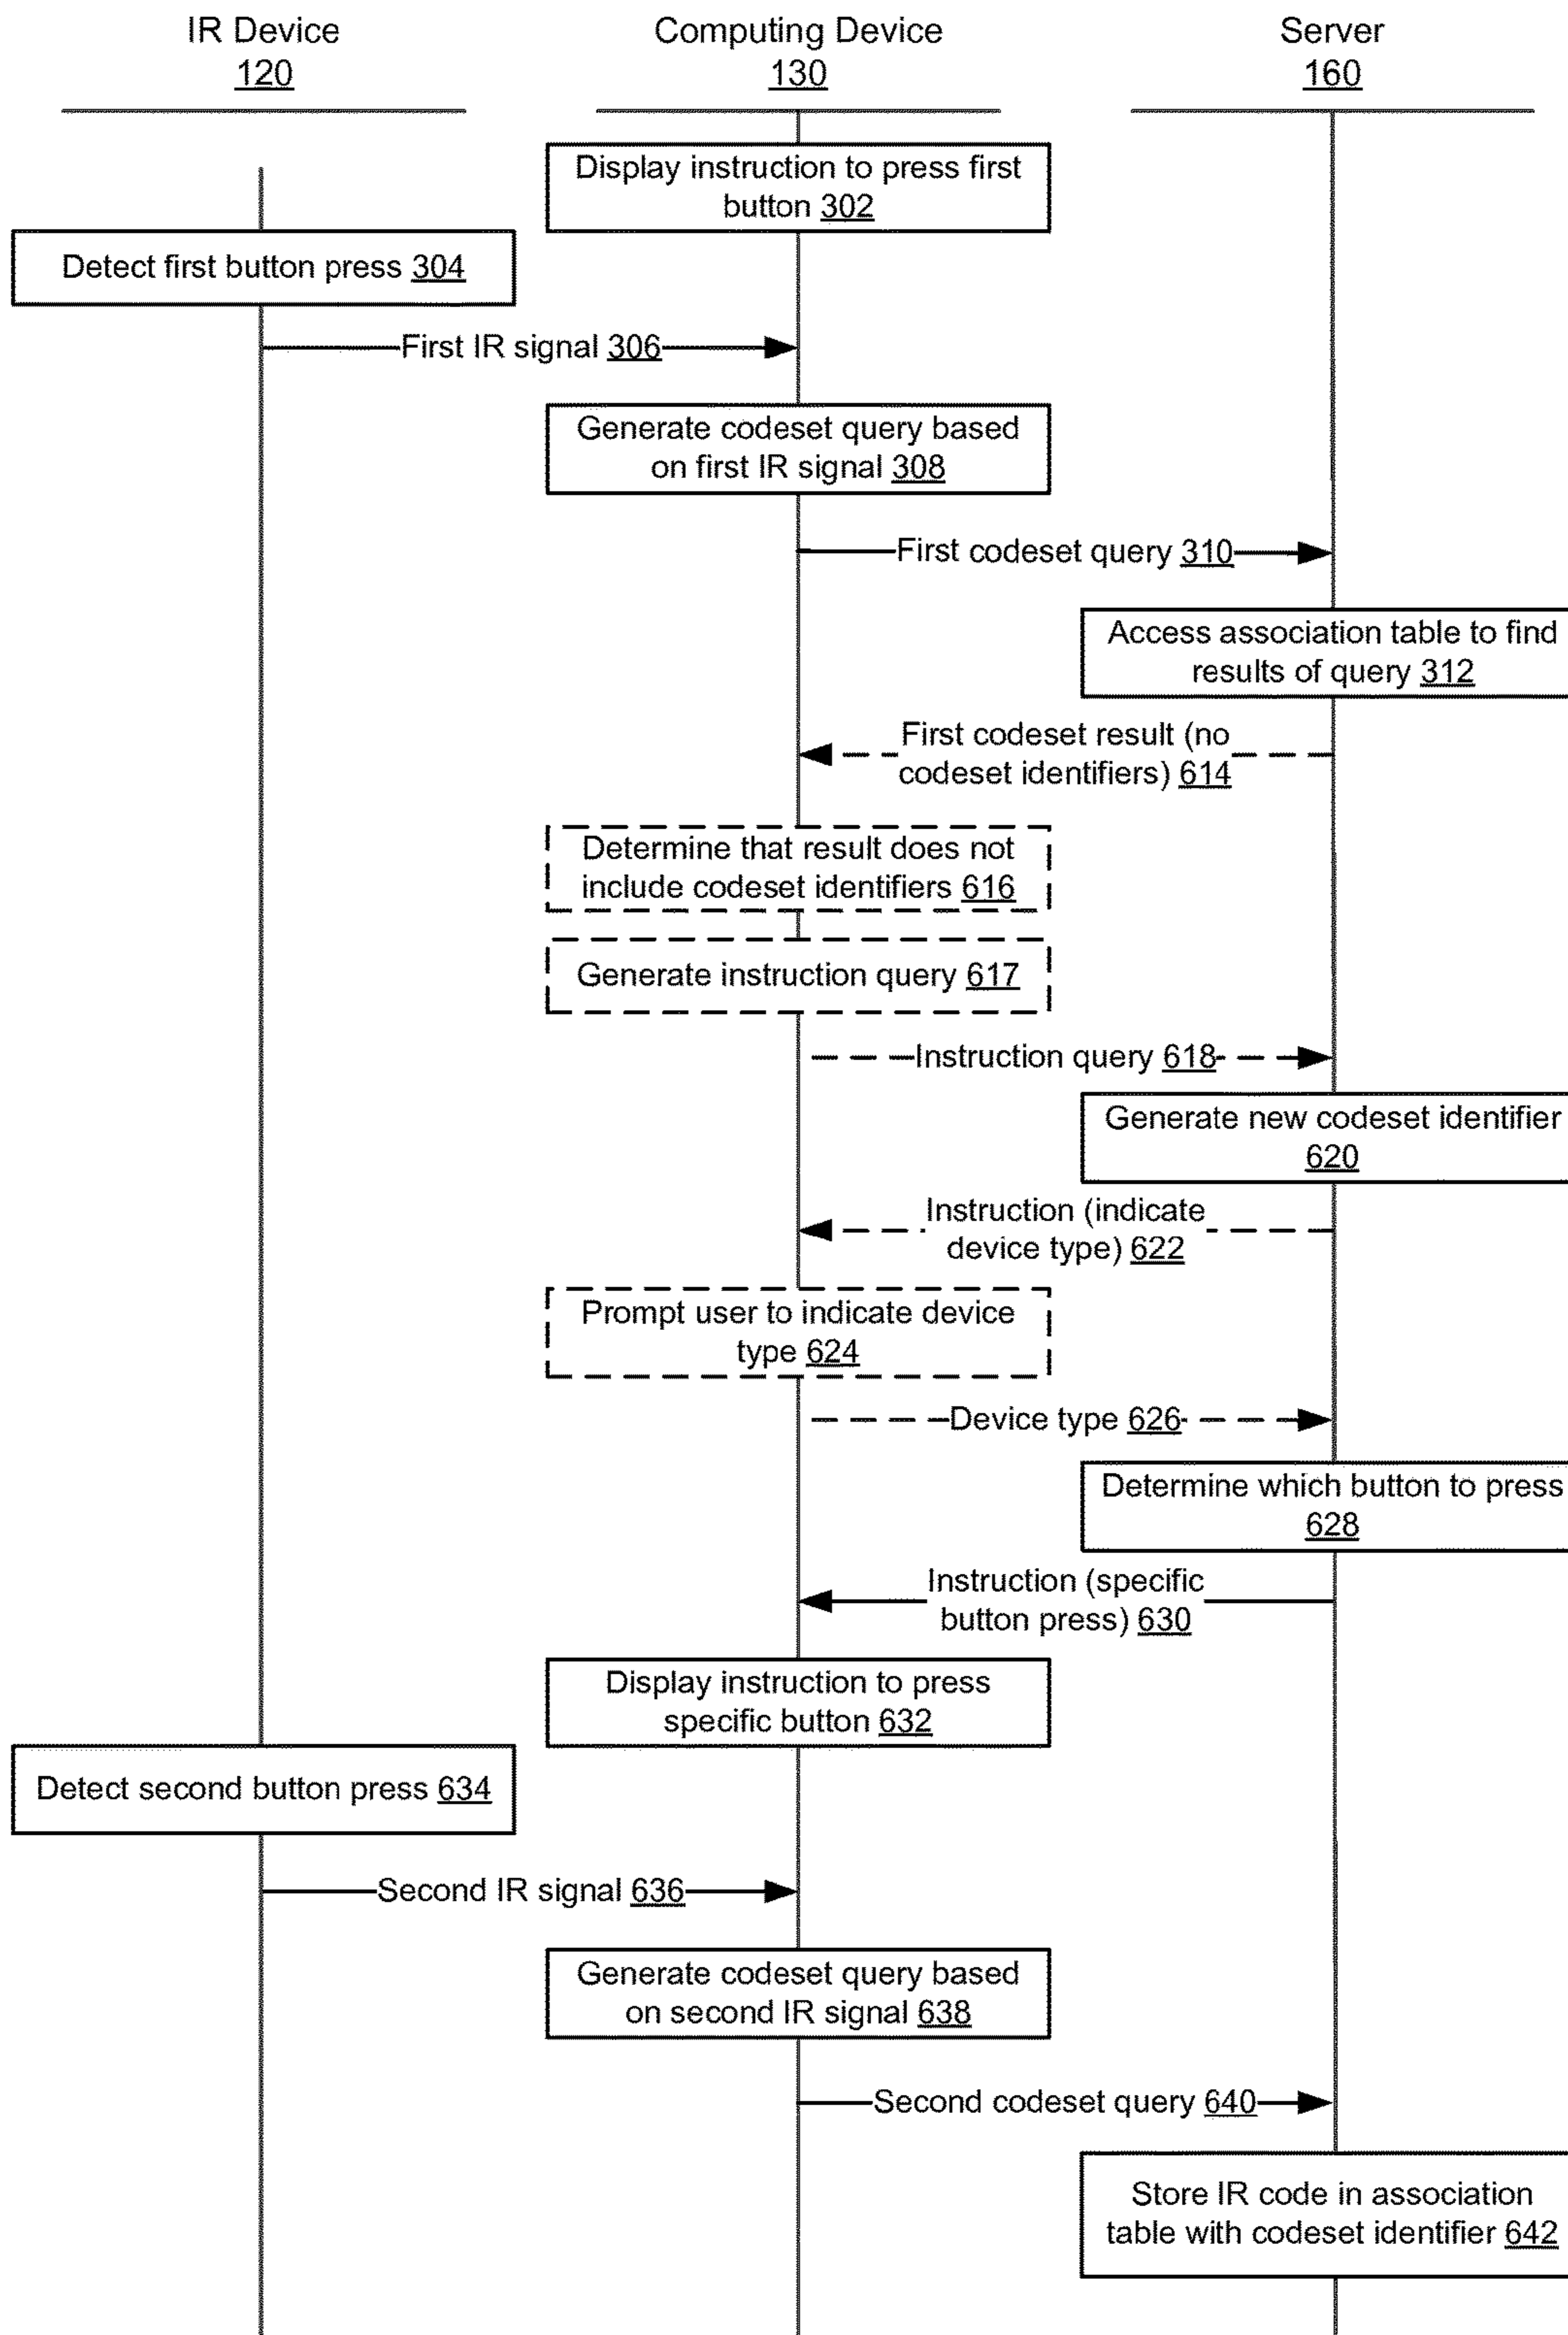 IR Device
120
Computing Device
130
Server
160
Display instruction to press first
button 302
Detect first button press 304
First IR signal 306
Generate codeset query based
on first IR signal 308
First codeset query 310
Access association table to find
results of query 312
First codeset result (no
codeset identifiers) 614
Determine that result does not
include codeset identifiers 616
Generate instruction query 617
Instruction query 618
Generate new codeset identifier
620
Instruction (indicate
device type) 622
Prompt user to indicate device
type 624
Device type 626
Determine which button to press
628
Instruction (specific
button press) 630
Display instruction to press
specific button 632
Detect second button press 634
Second IR signal 636
Generate codeset query based
on second IR signal 638
Second codeset query 640
Store IR code in association
table with codeset identifier 642